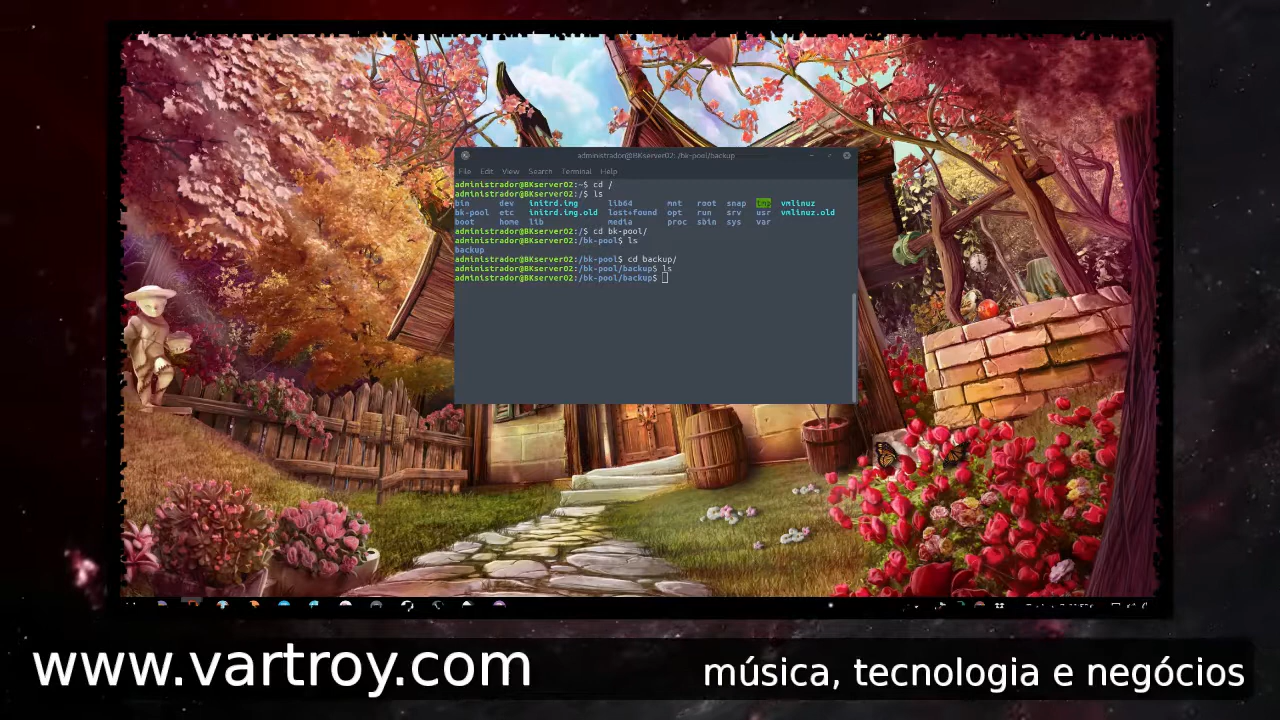 administrador@BKserver02: /bk-pool/backup
File Edit View Search Terminal Help
administrador@BKserver02:~$ cd /
administrador@BKserver02:/$ ls
bin dev initrd.img lib64 mnt root snap tmp vmlinuz
bk-pool etc initrd.img.old lost+found opt run srv usr vmlinuz.old
boot home lib media proc sbin sys var
administrador@BKserver02:/$ cd bk-pool/
administrador@BKserver02:/bk-pool$ ls
backup
administrador@BKserver02:/bk-pool$ cd backup/
administrador@BKserver02:/bk-pool/backup$ ls
administrador@BKserver02:/bk-pool/backup$
www.vartroy.com
música, tecnologia e negócios